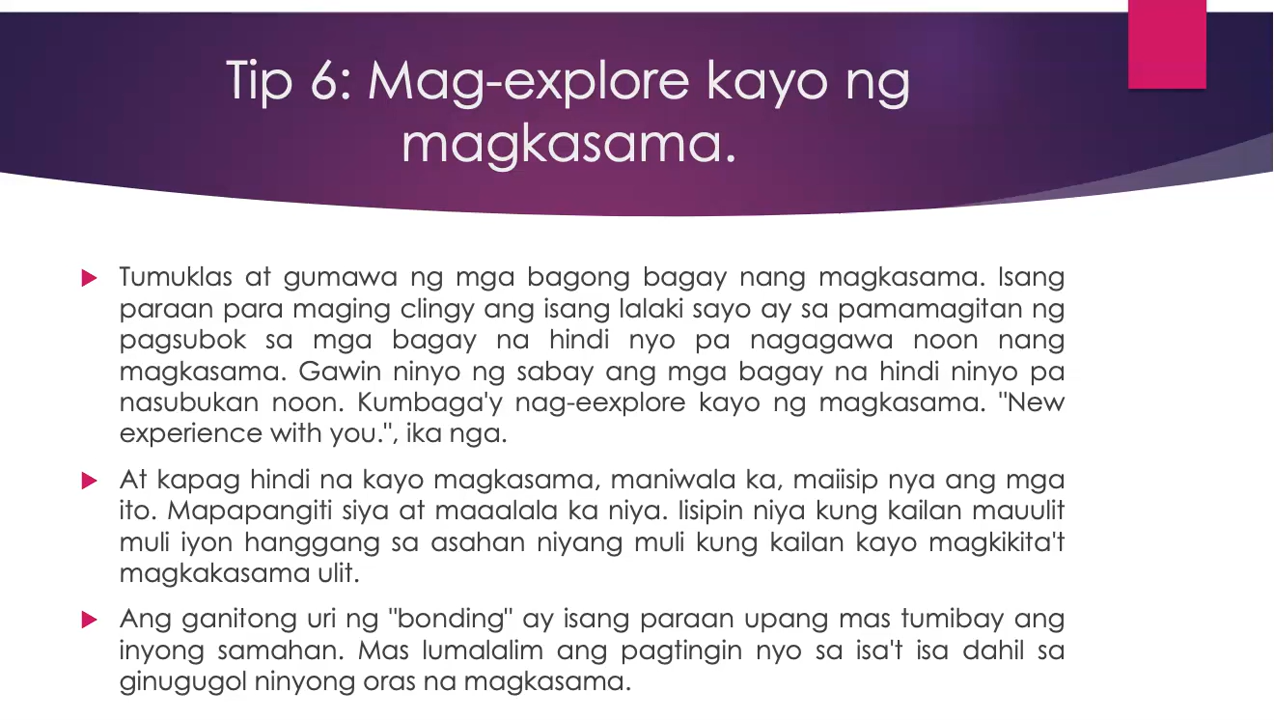 Tip 6: Mag-explore kayo ng
magkasama.
Tumuklas at gumawa ng mga bagong bagay nang magkasama. Isang
paraan para maging clingy ang isang lalaki sayo ay sa pamamagitan ng
pagsubok sa mga bagay na hindi nyo pa nagagawa noon nang
magkasama. Gawin ninyo ng sabay ang mga bagay na hindi ninyo pa
nasubukan noon. Kumbaga'y nag-eexplore kayo ng magkasama. "New
experience with you.", ika nga.
At kapag hindi na kayo magkasama, maniwala ka, maiisip nya ang mga
ito. Mapapangiti siya at maaalala ka niya. Iisipin niya kung kailan mauulit
muli iyon hanggang sa asahan niyang muli kung kailan kayo magkikita't
magkakasama ulit.
Ang ganitong uri ng "bonding" ay isang paraan upang mas tumibay ang
inyong samahan. Mas lumalalim ang pagtingin nyo sa isa't isa dahil sa
ginugugol ninyong oras na magkasama.